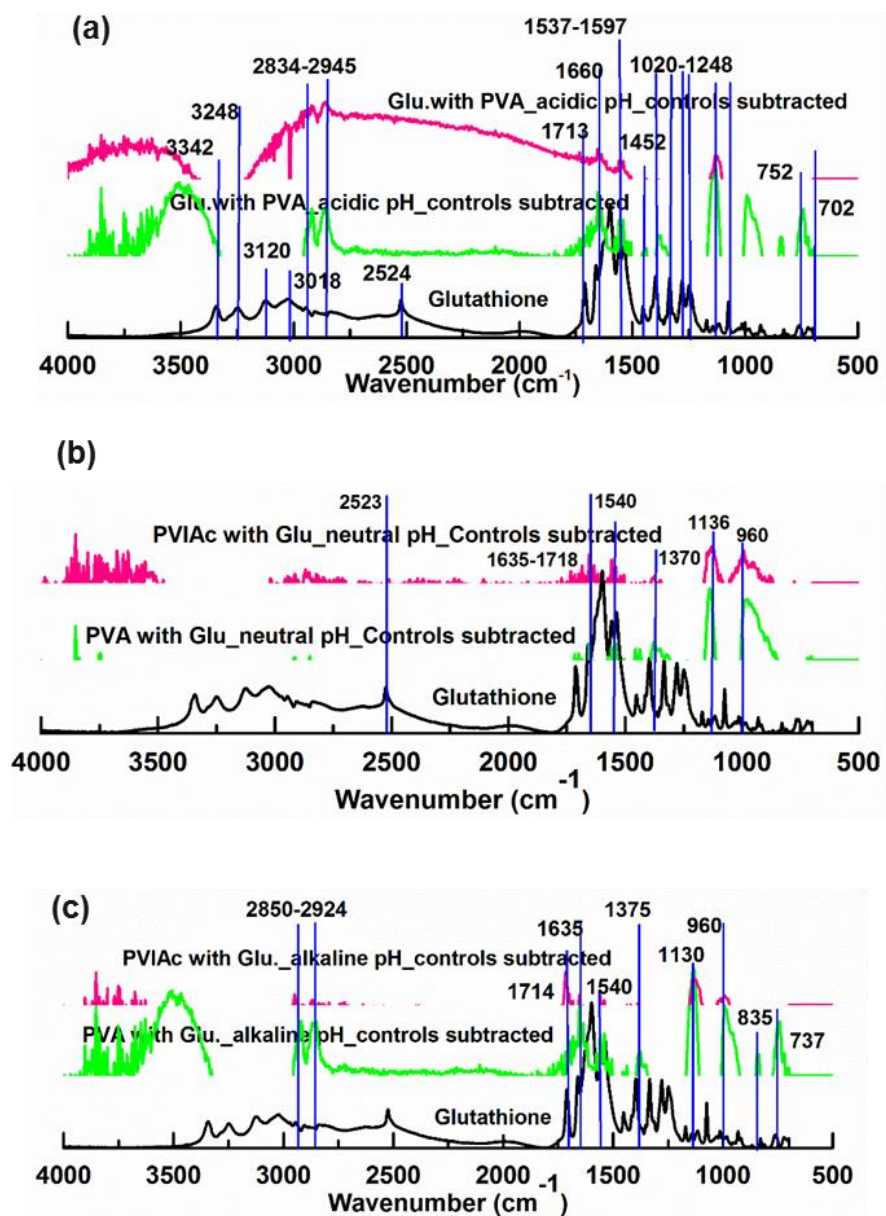 (a)
1537-1597
2834-2945
1660
1020-1248
3248
Glu.with PVA_acidic pH_controls subtracted
3342
1713
1452
752
Glu.with PVA_acidic pH_controls subtracted
702
3120
3018
2524
Glutathione
4000 3500 3000 2500 2000 1500 1000 500
Wavenumber (cm-1)
(b)
2523
1540
PVIAc with Glu_neutral pH_Controls subtracted
1136
960
1635-1718
1370
PVA with Glu_neutral pH_Controls subtracted
Glutathione
4000 3500 3000 2500 2000 1500 1000 500
Wavenumber (cm-1)
(c)
2850-2924
1375
1635
960
PVIAc with Glu._alkaline pH_controls subtracted
1130
1714
1540
835
PVA with Glu._alkaline pH_controls subtracted
737
Glutathione
4000 3500 3000 2500 2000 1500 1000 500
Wavenumber (cm-1)